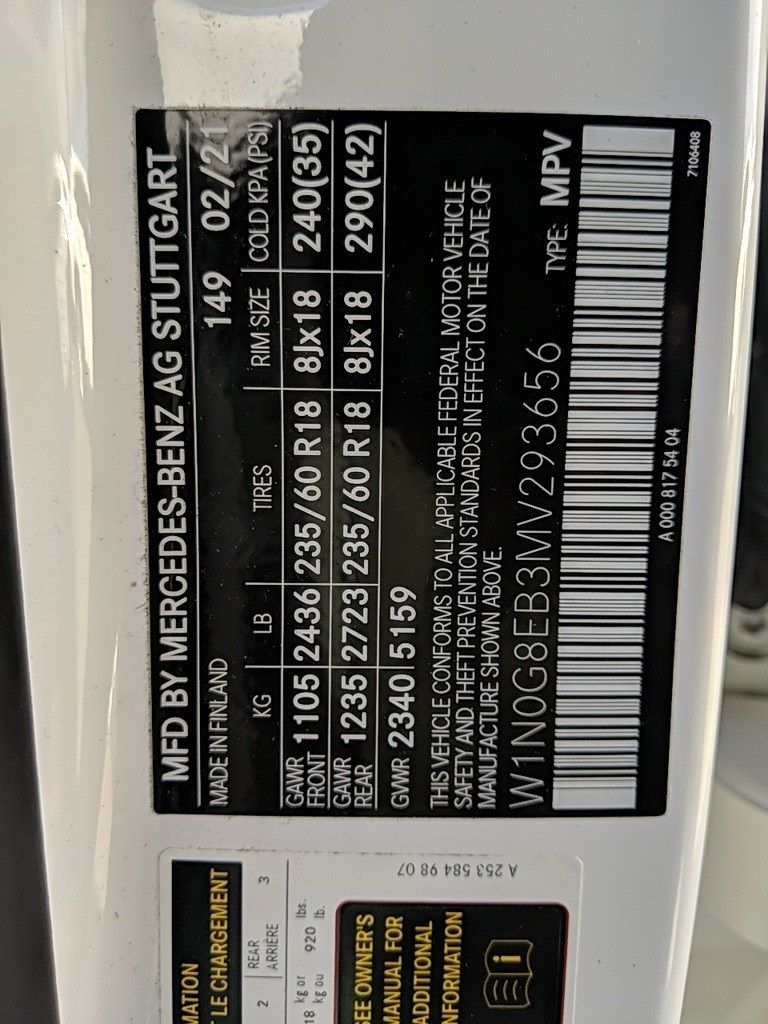 MFD BY MERCEDES-BENZ AG STUTTGART
MADE IN FINLAND 149 02/21
KG LB TIRES RIM SIZE COLD KPA(PSI)
GAWR FRONT 1105 2436 235/60 R18 8Jx18 240(35)
GAWR REAR 1235 2723 235/60 R18 8Jx18 290(42)
GVWR 2340 5159
THIS VEHICLE CONFORMS TO ALL APPLICABLE FEDERAL MOTOR VEHICLE
SAFETY AND THEFT PREVENTION STANDARDS IN EFFECT ON THE DATE OF
MANUFACTURE SHOWN ABOVE.
W1N0G8EB3MV293656 TYPE: MPV
A 000 817 54 04
7106408
MATION
T LE CHARGEMENT
2 REAR ARRIÈRE 3
18 kg or lbs.
kg ou 920 lb.
SEE OWNER'S
MANUAL FOR
ADDITIONAL
INFORMATION
A 253 584 98 07